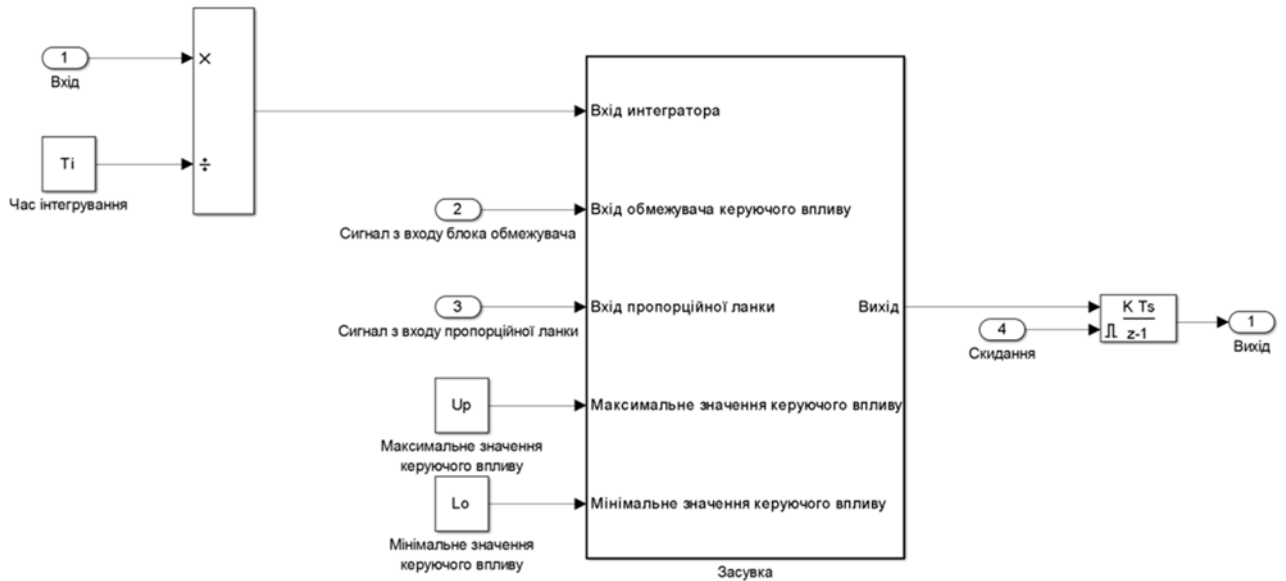 1
×
Вхід
Ti
÷
Час інтегрування
Вхід интегратора
2
Вхід обмежувача керуючого впливу
Сигнал з входу блока обмежувача
3
Вхід пропорційної ланки
Вихід
Сигнал з входу пропорційної ланки
4
Скидання
K Ts
z-1
1
Вихід
Up
Максимальне значення керуючого впливу
Максимальне значення
керуючого впливу
Lo
Мінімальне значення керуючого впливу
Мінімальне значення
керуючого впливу
Засувка